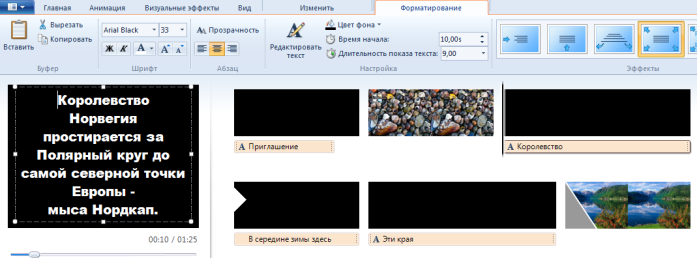 Главная Анимация Визуальные эффекты Вид Изменить Форматирование
Вырезать
Копировать
Вставить
Буфер
Arial Black 33
Ж К A A A
Шрифт
Прозрачность
Абзац
Редактировать
текст
Цвет фона
Время начала: 10,00s
Длительность показа текста: 9,00
Настройка
Эффекты
Королевство
Норвегия
простирается за
Полярный круг до
самой северной точки
Европы -
мыса Нордкап.
00:10 / 01:25
A Приглашение
A Королевство
В середине зимы здесь
A Эти края